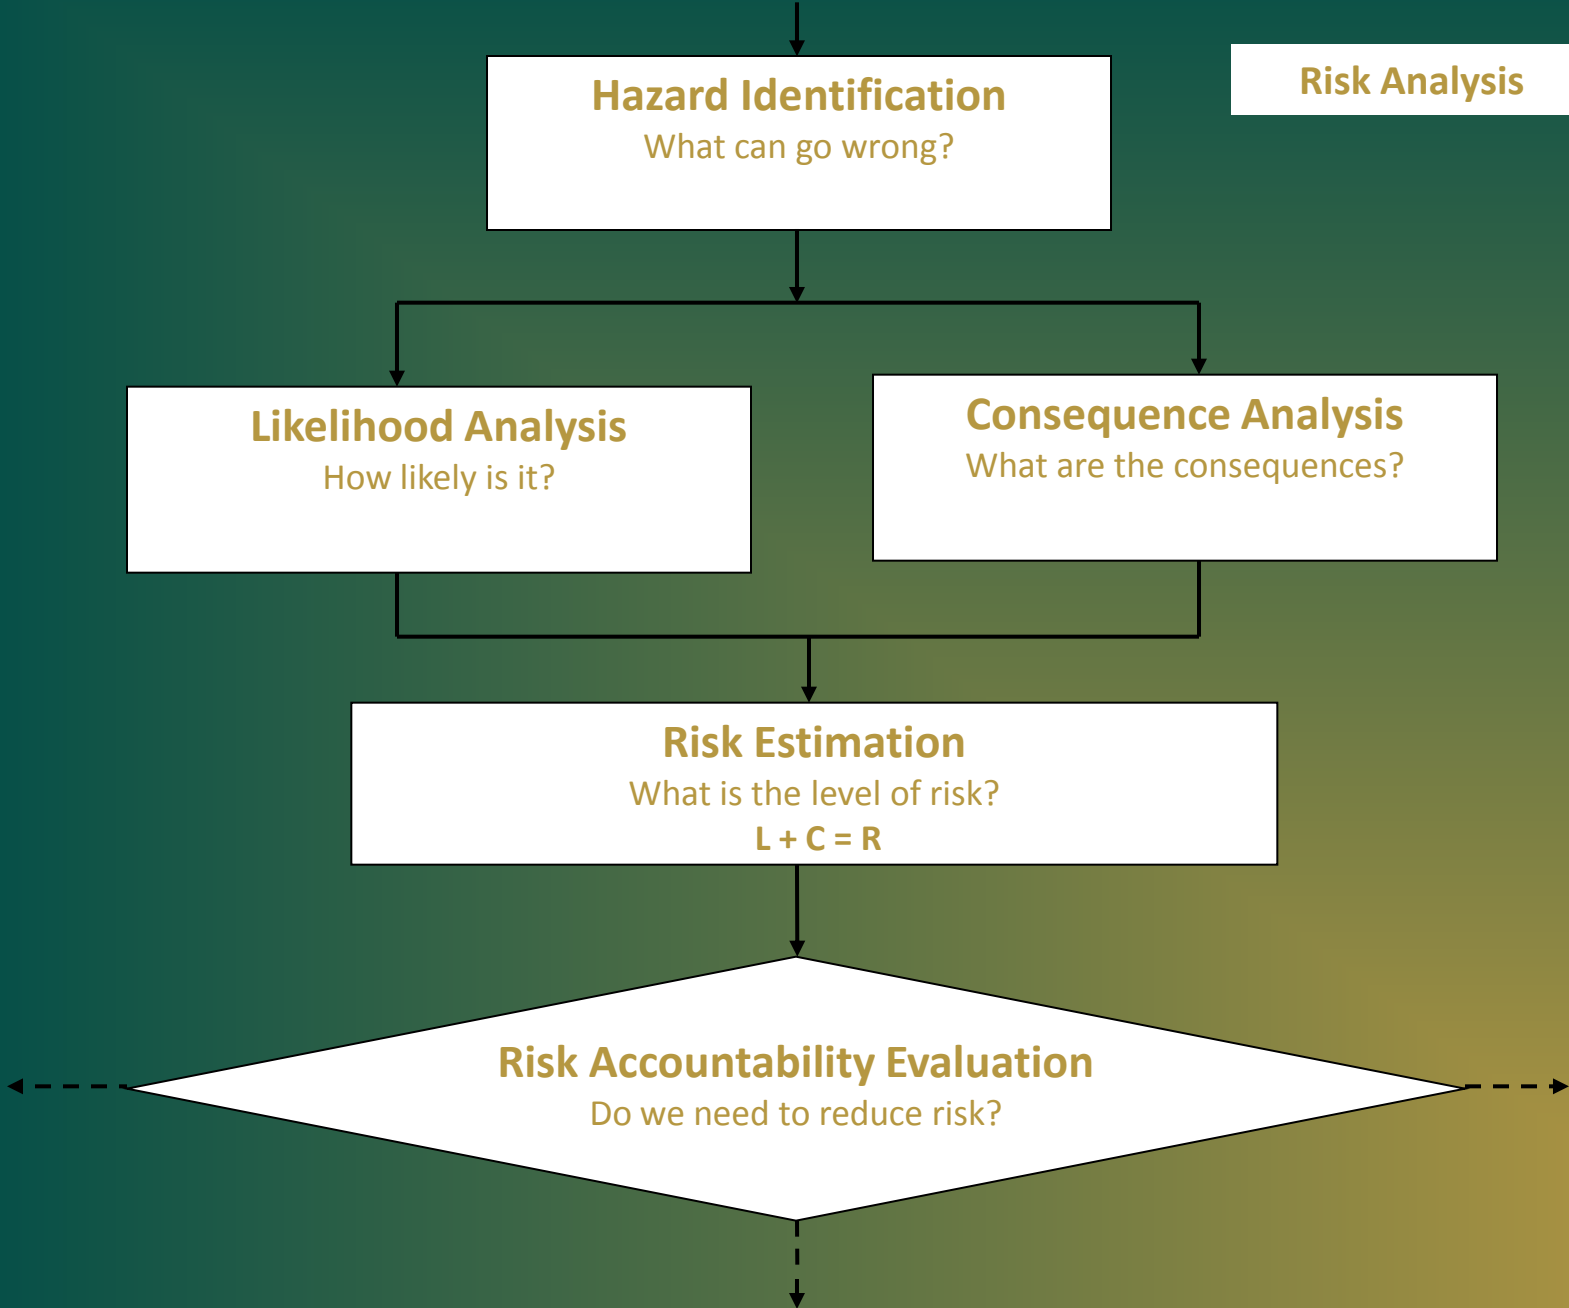 Risk Analysis
Hazard Identification
What can go wrong?
Likelihood Analysis
How likely is it?
Consequence Analysis
What are the consequences?
Risk Estimation
What is the level of risk?
L + C = R
Risk Accountability Evaluation
Do we need to reduce risk?